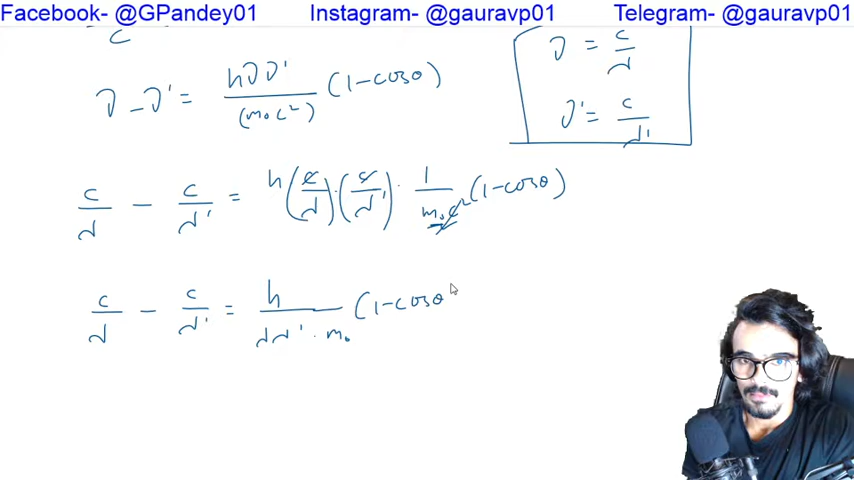 Facebook- @GPandey01 Instagram- @gauravp01 Telegram- @gauravp01
c
ν - ν' = hνν' / (m₀c²) (1-cosθ)
ν = c/λ
ν' = c/λ'
c/λ - c/λ' = h (c/λ)·(c/λ')· 1/m₀c² (1-cosθ)
c/λ - c/λ' = h / λλ'·m₀ (1-cosθ